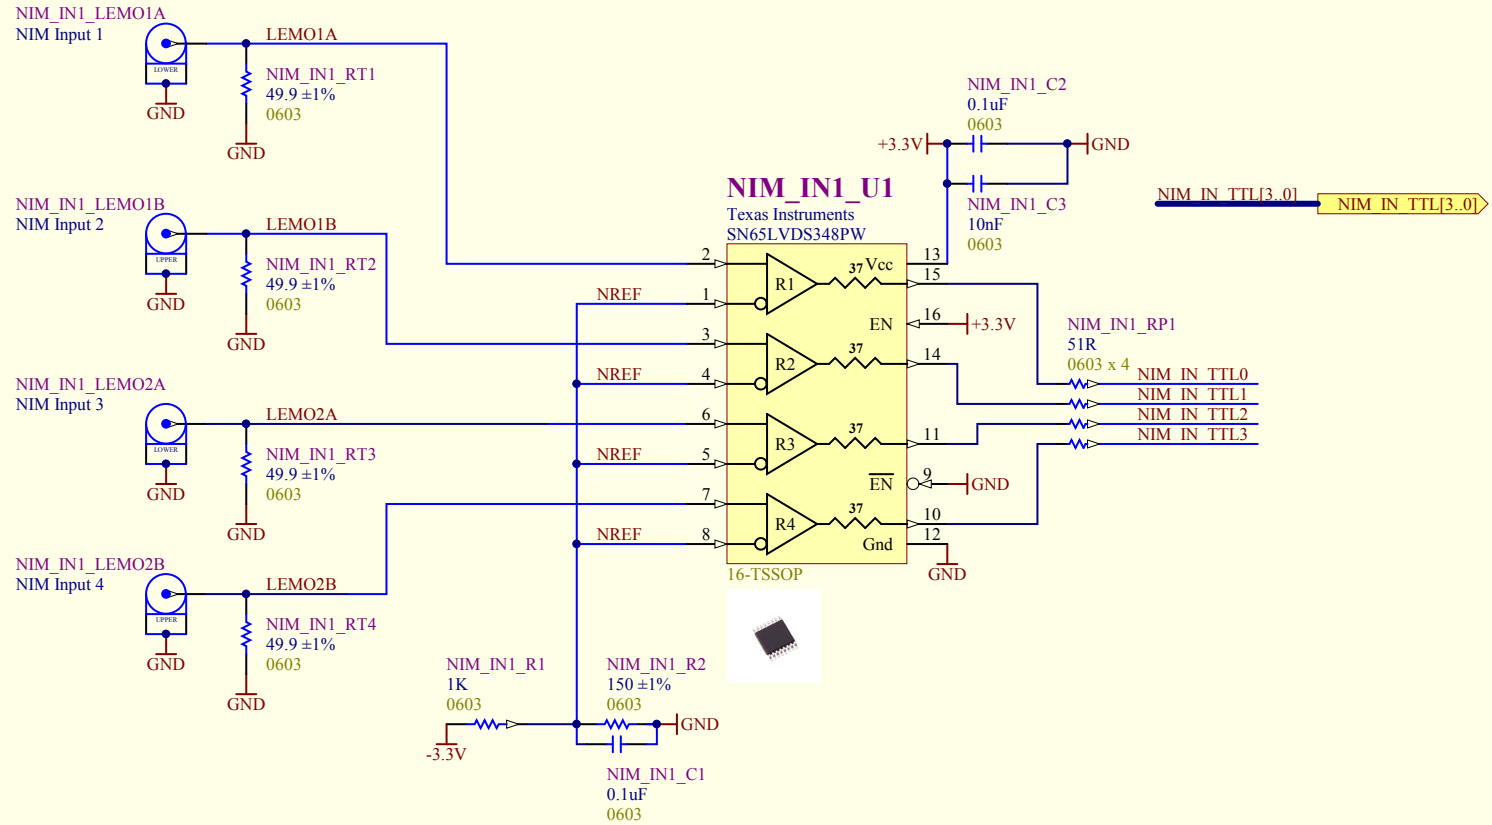 NIM_IN1_LEMO1A
NIM Input 1
LOWER
GND
LEMO1A
NIM_IN1_RT1
49.9 ±1%
0603
GND
NIM_IN1_LEMO1B
NIM Input 2
UPPER
GND
LEMO1B
NIM_IN1_RT2
49.9 ±1%
0603
GND
NIM_IN1_LEMO2A
NIM Input 3
LOWER
GND
LEMO2A
NIM_IN1_RT3
49.9 ±1%
0603
GND
NIM_IN1_LEMO2B
NIM Input 4
UPPER
GND
LEMO2B
NIM_IN1_RT4
49.9 ±1%
0603
GND
NIM_IN1_R1
1K
0603
-3.3V
NIM_IN1_R2
150 ±1%
0603
GND
NIM_IN1_C1
0.1uF
0603
NREF
NREF
NREF
NREF
NIM_IN1_U1
Texas Instruments
SN65LVDS348PW
2
1
3
4
6
5
7
8
R1
37
R2
37
R3
37
R4
37
Vcc
EN
EN
Gnd
13
15
16
14
11
9
10
12
16-TSSOP
+3.3V
GND
GND
NIM_IN1_C2
0.1uF
0603
+3.3V
GND
NIM_IN1_C3
10nF
0603
NIM_IN1_RP1
51R
0603 x 4
NIM_IN_TTL0
NIM_IN_TTL1
NIM_IN_TTL2
NIM_IN_TTL3
NIM_IN_TTL[3..0]
NIM_IN_TTL[3..0]